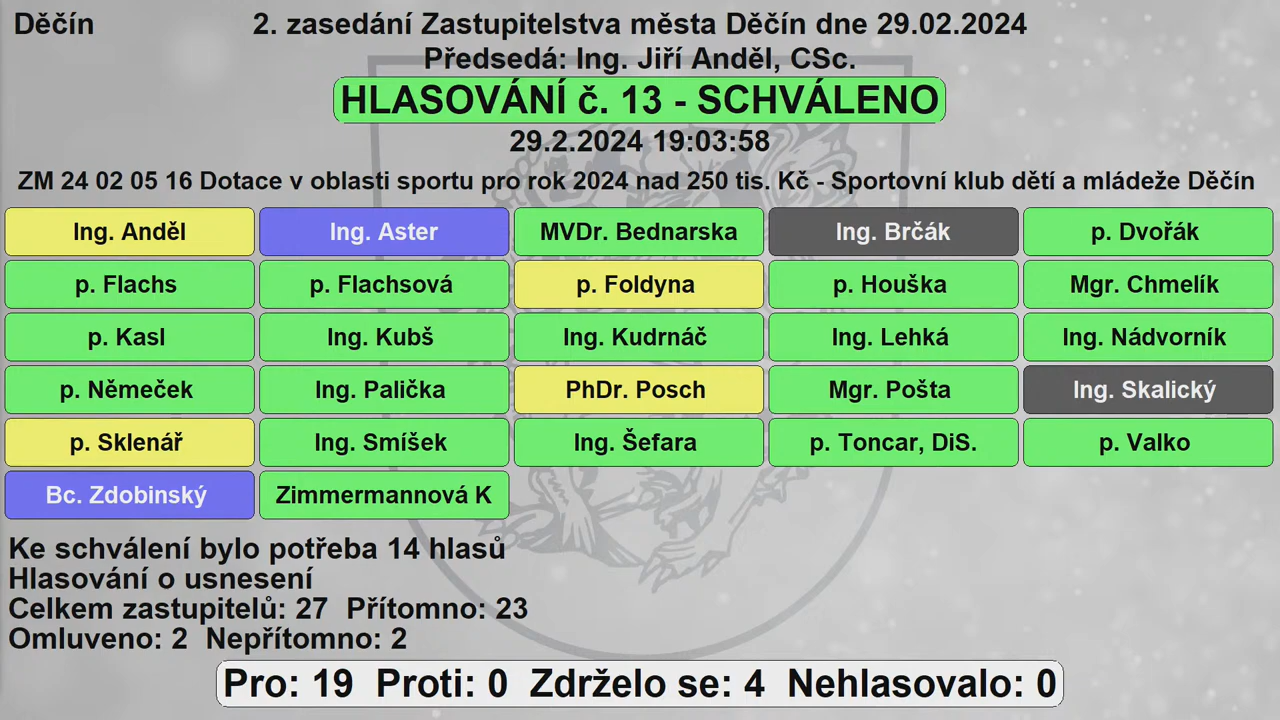 Děčín 2. zasedání Zastupitelstva města Děčín dne 29.02.2024
Předsedá: Ing. Jiří Anděl, CSc.
HLASOVÁNÍ č. 13 - SCHVÁLENO
29.2.2024 19:03:58
ZM 24 02 05 16 Dotace v oblasti sportu pro rok 2024 nad 250 tis. Kč - Sportovní klub dětí a mládeže Děčín
Ing. Anděl Ing. Aster MVDr. Bednarska Ing. Brčák p. Dvořák
p. Flachs p. Flachsová p. Foldyna p. Houška Mgr. Chmelík
p. Kasl Ing. Kubš Ing. Kudrnáč Ing. Lehká Ing. Nádvorník
p. Němeček Ing. Palička PhDr. Posch Mgr. Pošta Ing. Skalický
p. Sklenář Ing. Smíšek Ing. Šefara p. Toncar, DiS. p. Valko
Bc. Zdobinský Zimmermannová K
Ke schválení bylo potřeba 14 hlasů
Hlasování o usnesení
Celkem zastupitelů: 27 Přítomno: 23
Omluveno: 2 Nepřítomno: 2
Pro: 19 Proti: 0 Zdrželo se: 4 Nehlasovalo: 0